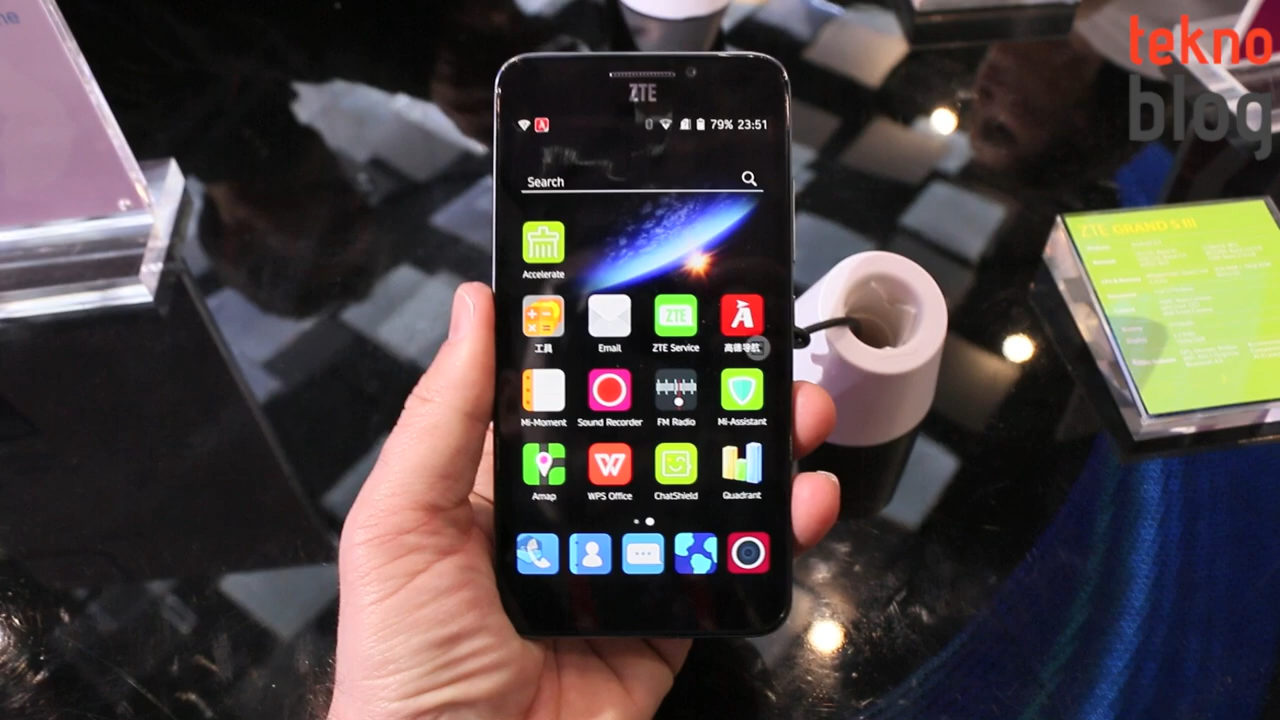 tekno
blog
ZTE
79% 23:51
Search
Accelerate
ZTE
工具
Email
ZTE Service
高德导航
Mi-Moment
Sound Recorder
FM Radio
Mi-Assistant
Amap
WPS Office
ChatShield
Quadrant
ZTE GRAND S III